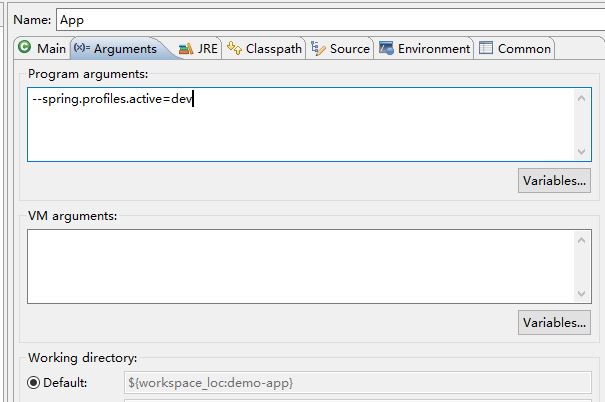 Name: App
Main (x)= Arguments JRE Classpath Source Environment Common
Program arguments:
--spring.profiles.active=dev
Variables...
VM arguments:
Variables...
Working directory:
Default: ${workspace_loc:demo-app}